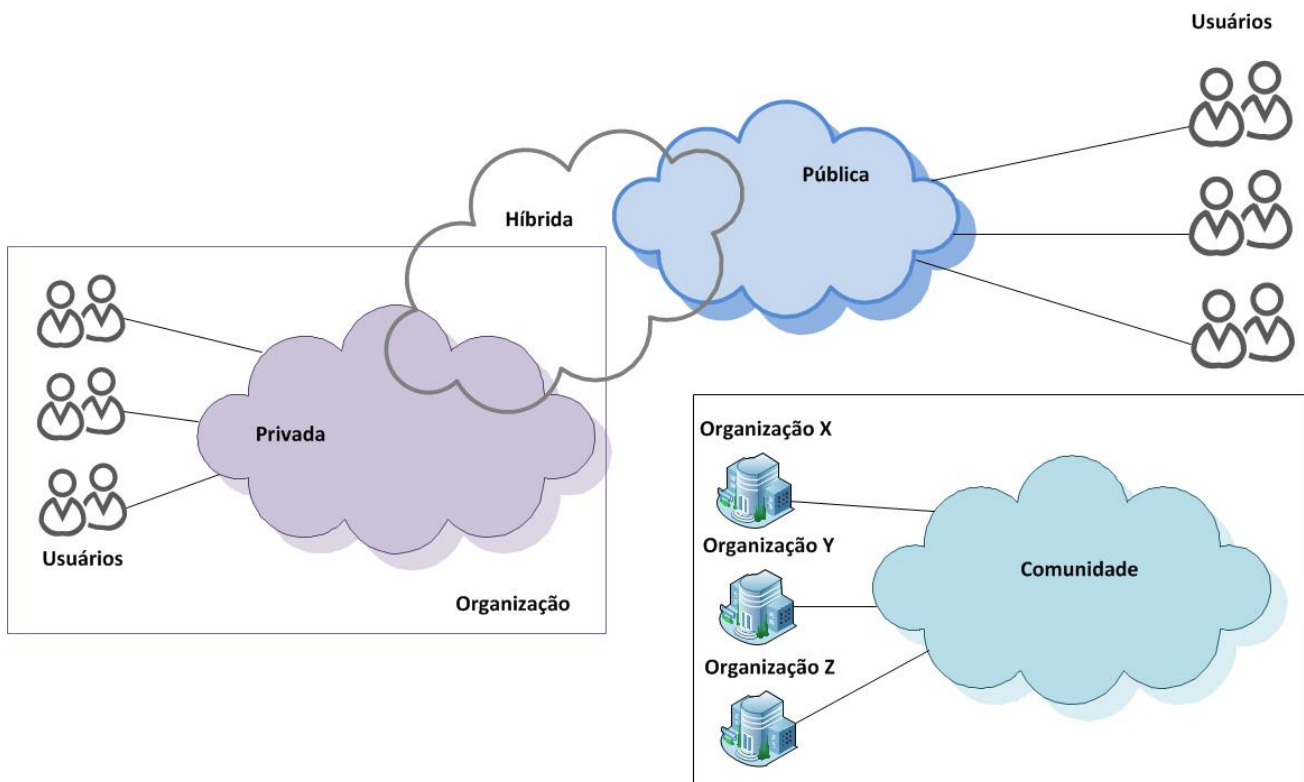 Usuários
Pública
Híbrida
Privada
Usuários
Organização
Organização X
Organização Y
Comunidade
Organização Z